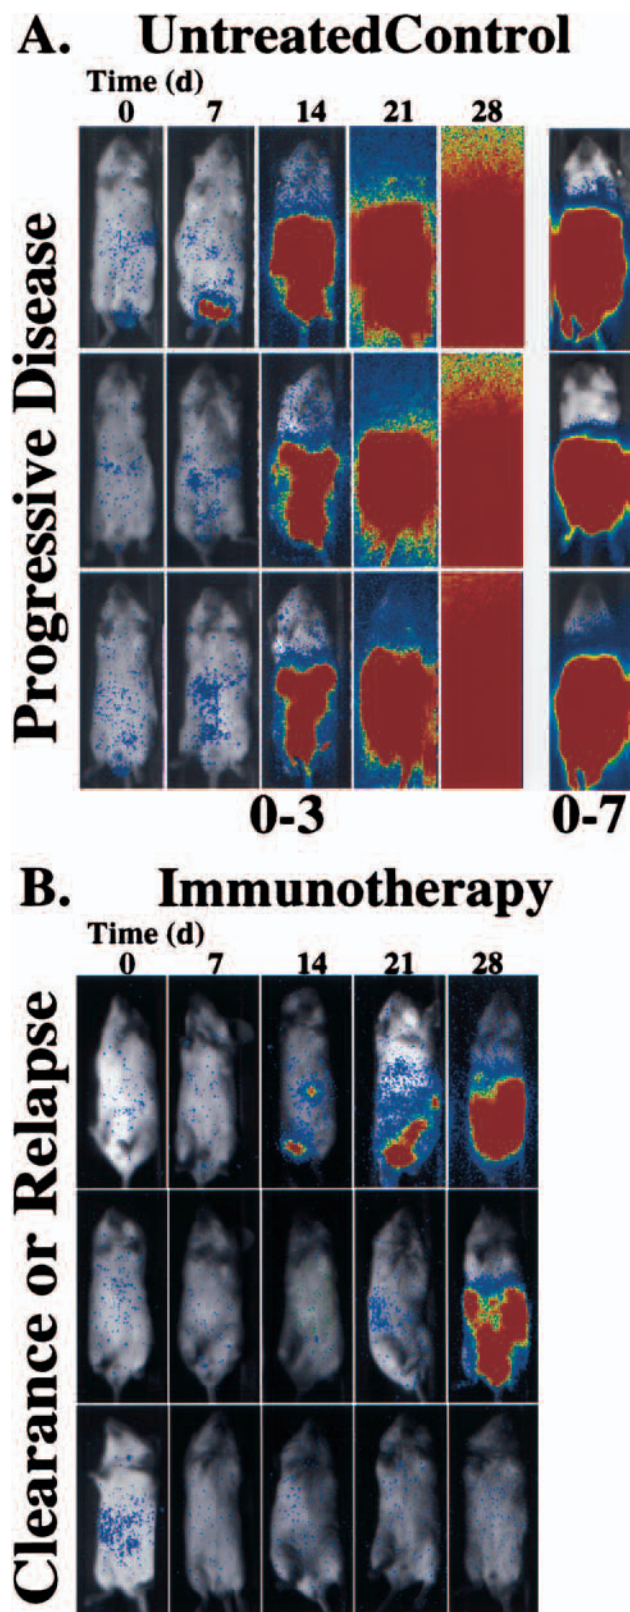 A. UntreatedControl
Time (d)
0 7 14 21 28
Progressive Disease
0-3 0-7
B. Immunotherapy
Time (d)
0 7 14 21 28
Clearance or Relapse